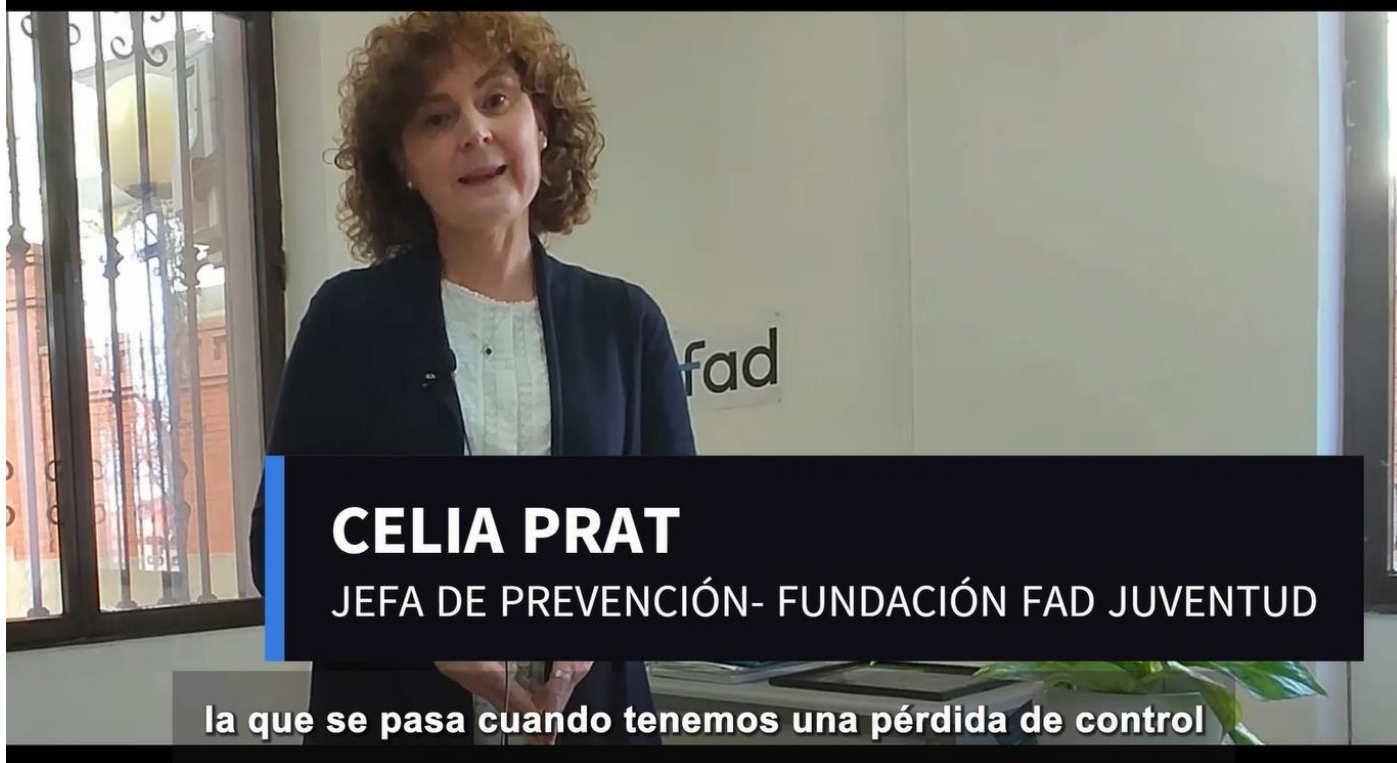 fad
CELIA PRAT
JEFA DE PREVENCIÓN- FUNDACIÓN FAD JUVENTUD
la que se pasa cuando tenemos una pérdida de control